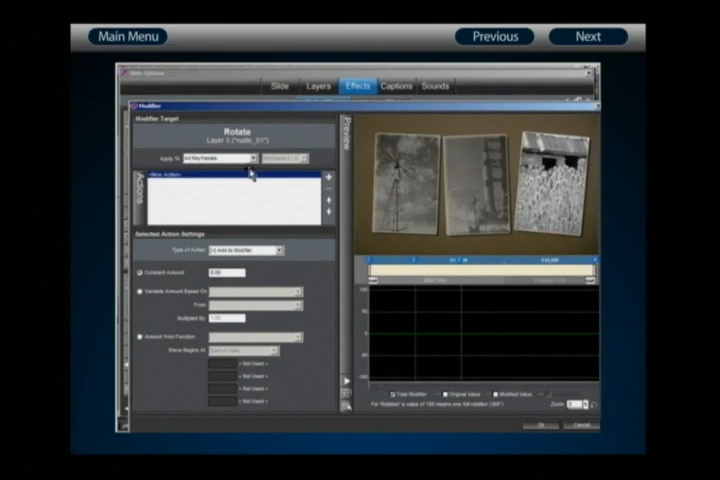 Main Menu
Previous
Next
Slide Options
Slide
Layers
Effects
Captions
Sounds
Modifier
Modifier Target
Rotate
Layer 3 ("rustic_01")
Apply To
All Keyframes
Actions
<New Action>
Preview
Selected Action Settings
Type of Action
[+] Add to Modifier
Constant Amount
0.00
Variable Amount Based On
From
Multiplied By
1.00
Amount from Function
Wave Begins At
Start of Slide
< Not Used >
< Not Used >
< Not Used >
< Not Used >
Total Modifier
Original Value
Modified Value
For 'Rotation' a value of 100 means one full rotation (360°)
Zoom
Ok
Cancel